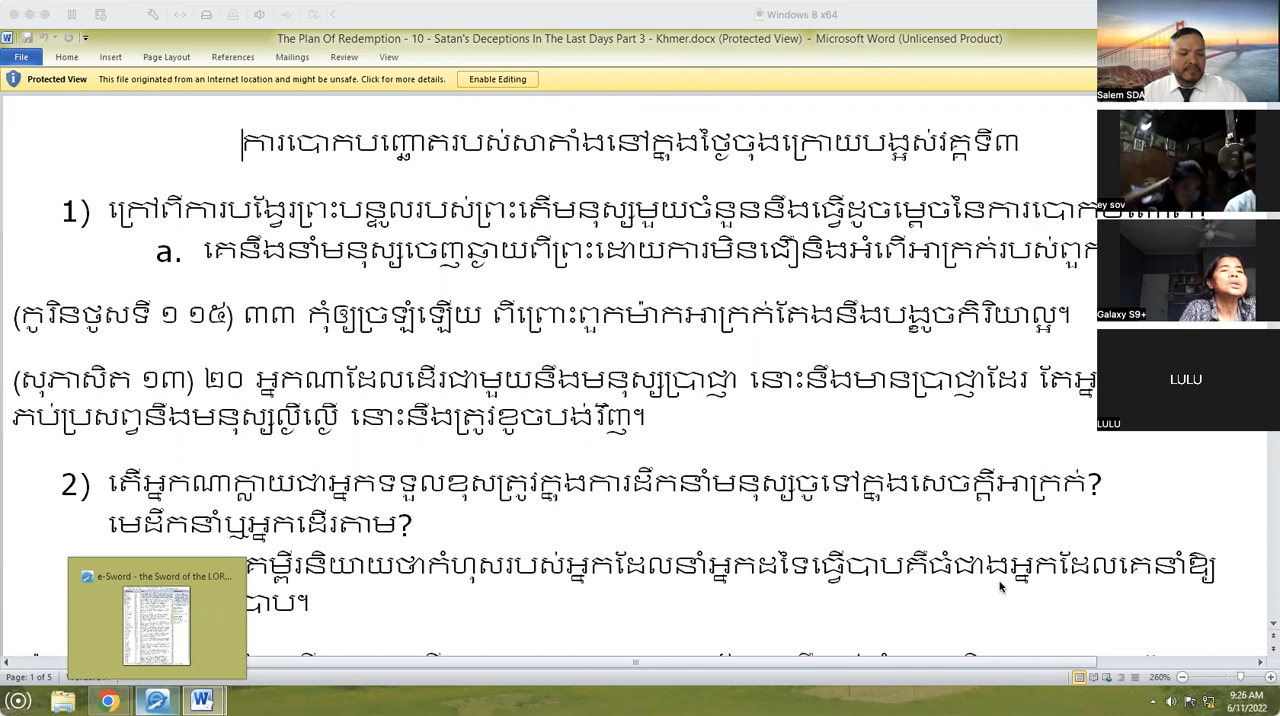 Windows 8 x64
The Plan Of Redemption - 10 - Satan's Deceptions In The Last Days Part 3 - Khmer.docx (Protected View) - Microsoft Word (Unlicensed Product)
File Home Insert Page Layout References Mailings Review View
Protected View This file originated from an Internet location and might be unsafe. Click for more details. Enable Editing
Salem SDA
ey sov
Galaxy S9+
LULU
LULU
ការបោកបញ្ឆោតរបស់សាតាំងនៅក្នុងថ្ងៃចុងក្រោយបង្អស់វគ្គទី៣
1) ក្រៅពីការបង្វែរព្រះបន្ទូលរបស់ព្រះតើមនុស្សមួយចំនួននឹងធ្វើដូចម្តេចនៃការបោក
a. គេនឹងនាំមនុស្សចេញឆ្ងាយពីព្រះដោយការមិនជឿនិងអំពើអាក្រក់របស់ពួក
(កូរិនថូសទី ១ ១៥) ៣៣ កុំឲ្យច្រឡំឡើយ ពីព្រោះពួកម៉ាកអាក្រក់តែងនឹងបង្ខូចកិរិយាល្អ។
(សុភាសិត ១៣) ២០ អ្នកណាដែលដើរជាមួយនឹងមនុស្សប្រាជ្ញា នោះនឹងមានប្រាជ្ញាដែរ តែអ្ន
ភប់ប្រសព្វនឹងមនុស្សល្ងីល្ងើ នោះនឹងត្រូវខូចបង់វិញ។
2) តើអ្នកណាក្លាយជាអ្នកទទួលខុសត្រូវក្នុងការដឹកនាំមនុស្សចូទៅក្នុងសេចក្តីអាក្រក់?
មេដឹកនាំឬអ្នកដើរតាម?
គម្ពីរនិយាយថាកំហុសរបស់អ្នកដែលនាំអ្នកដទៃធ្វើបាបគឺធំជាងអ្នកដែលគេនាំឱ្យ
បាប។
e-Sword - the Sword of the LOR...
Page: 1 of 5
260%
9:26 AM
6/11/2022